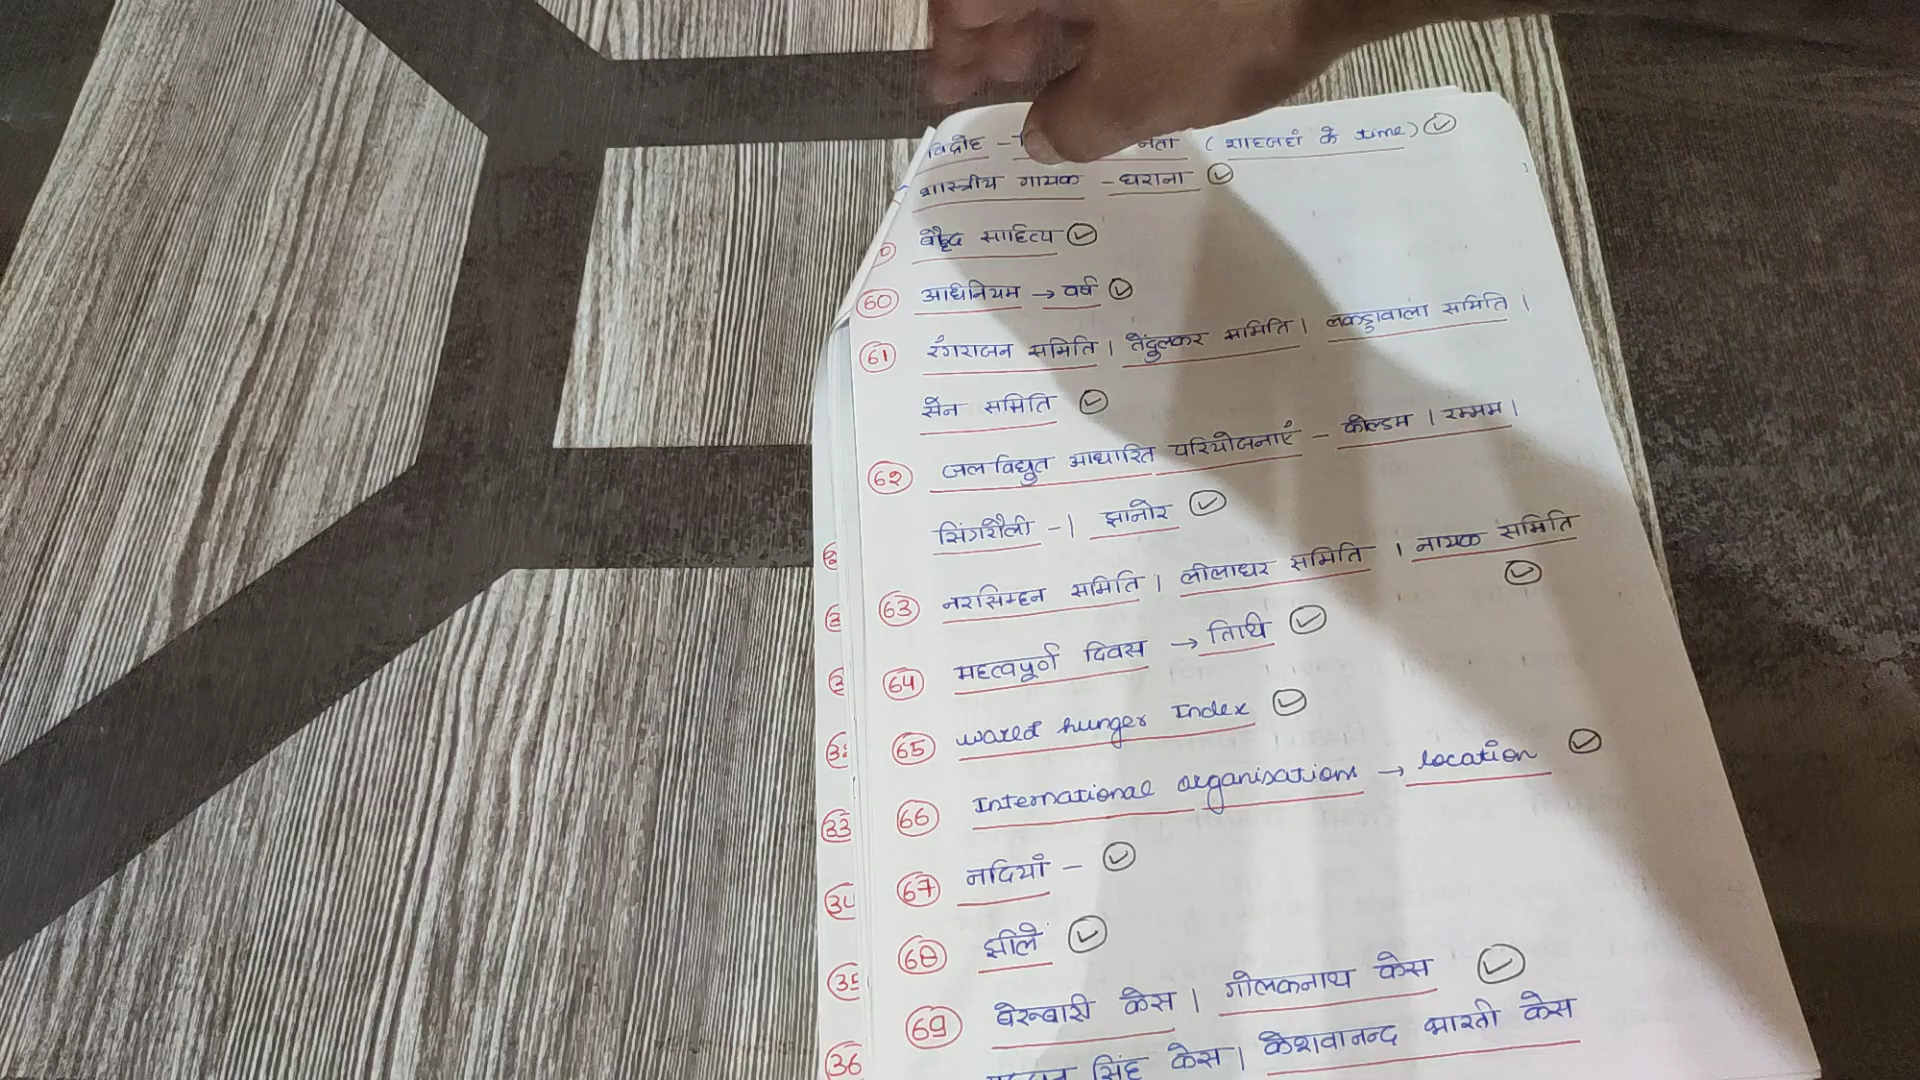 विद्रोह - नेता ( शाहजहां के time )
शास्त्रीय गायक - घराना
बौद्ध साहित्य
60 अधिनियम → वर्ष
61 रंगराजन समिति । तेंदुलकर समिति । लकड़ावाला समिति ।
सेन समिति
62 जल विधुत आधारित परियोजनाएं - कोल्डम । रम्मम ।
सिंगरौली - । झानोर
63 नरसिम्हन समिति । लीलाधर समिति । नायक समिति
64 महत्वपूर्ण दिवस → तिथि
65 world hunger Index
66 International organisations → location
67 नदियाँ -
68 झीलें
69 बेरूबारी केस । गोलकनाथ केस
सिंह केस । केशवानन्द भारती केस
33
34
35
36